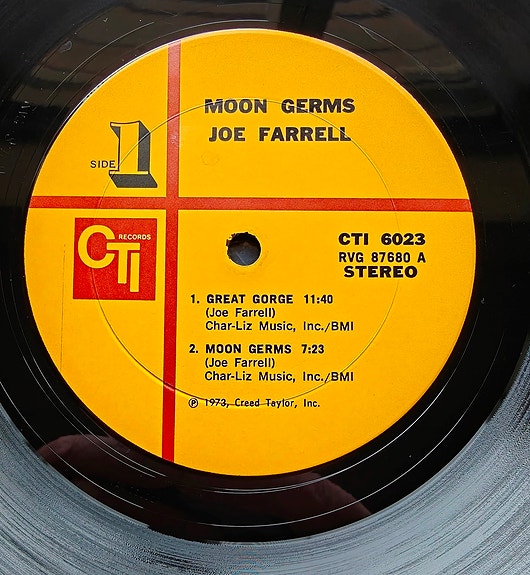 MOON GERMS
JOE FARRELL
SIDE 1
CTI RECORDS
CTI 6023
RVG 87680 A
STEREO
1. GREAT GORGE 11:40
(Joe Farrell)
Char-Liz Music, Inc./BMI
2. MOON GERMS 7:23
(Joe Farrell)
Char-Liz Music, Inc./BMI
℗ 1973, Creed Taylor, Inc.